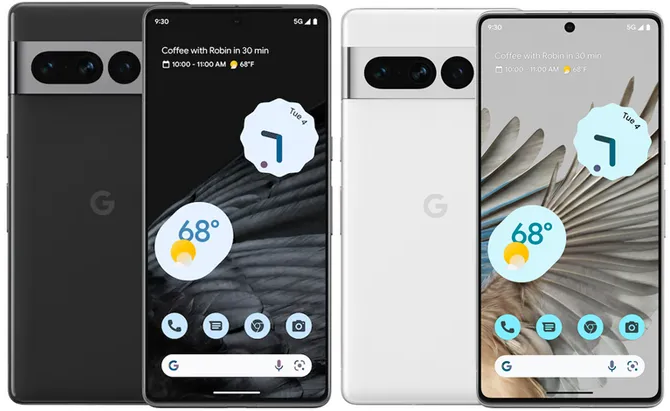 G
9:30
5G
Coffee with Robin in 30 min
10:00 - 11:00 AM 68°F
Tue 4
68°
G
G
9:30
5G
Coffee with Robin in 30 min
10:00 - 11:00 AM 68°F
Tue 4
68°
G